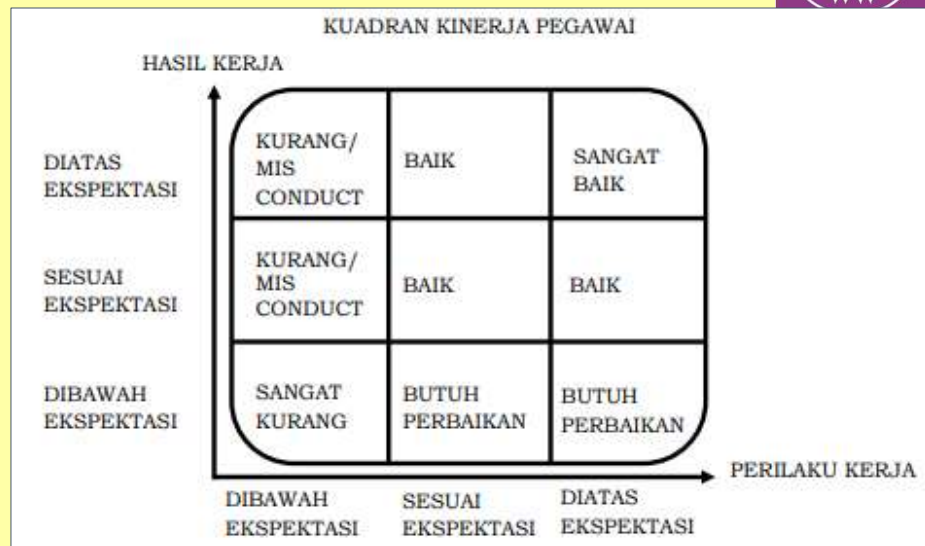 KUADRAN KINERJA PEGAWAI
HASIL KERJA
DIATAS
EKSPEKTASI
KURANG/
MIS
CONDUCT
BAIK
SANGAT
BAIK
SESUAI
EKSPEKTASI
KURANG/
MIS
CONDUCT
BAIK
BAIK
DIBAWAH
EKSPEKTASI
SANGAT
KURANG
BUTUH
PERBAIKAN
BUTUH
PERBAIKAN
PERILAKU KERJA
DIBAWAH
EKSPEKTASI
SESUAI
EKSPEKTASI
DIATAS
EKSPEKTASI